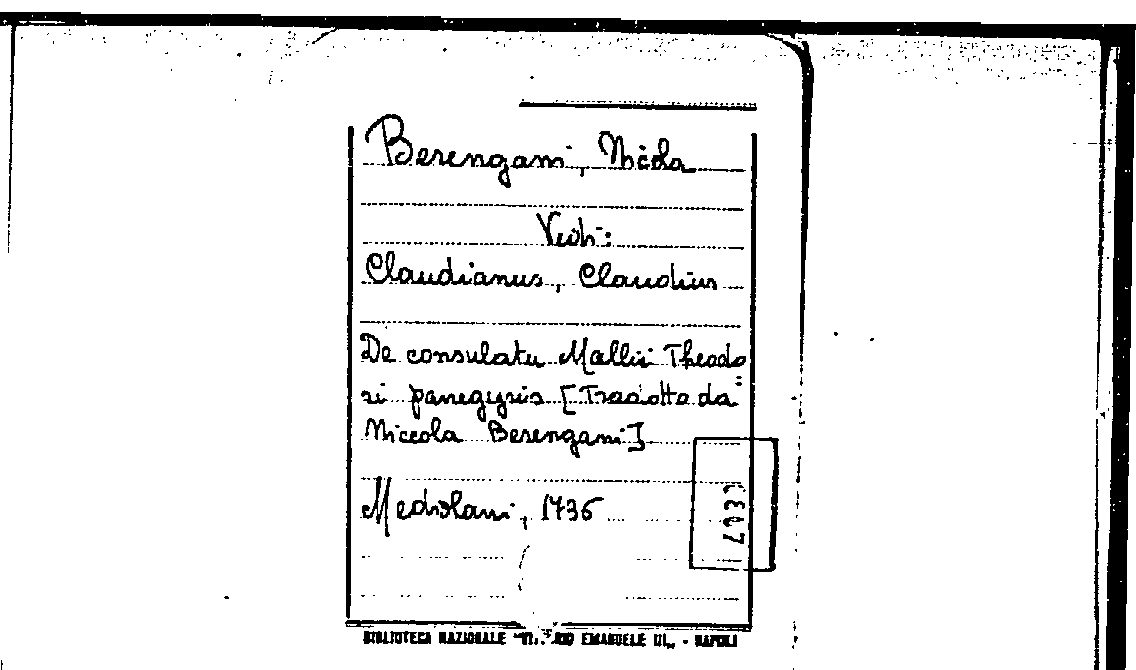 Berengani, Nicola
Vedi:
Claudianus, Claudius
De consulatu Mallii Theodo
ri panegyris [Tradotta da
Niccola Berengani]
Mediolani, 1736
BIBLIOTECA NAZIONALE EMANUELE III, - NAPOLI